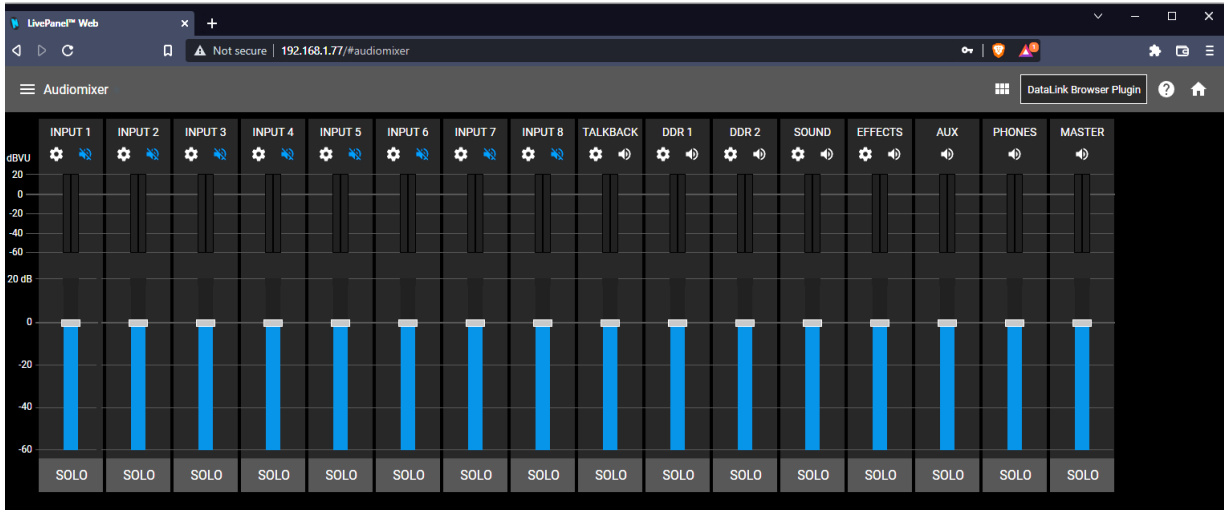 LivePanel™ Web
Not secure | 192.168.1.77/#audiomixer
1
Audiomixer
DataLink Browser Plugin
INPUT 1 INPUT 2 INPUT 3 INPUT 4 INPUT 5 INPUT 6 INPUT 7 INPUT 8 TALKBACK DDR 1 DDR 2 SOUND EFFECTS AUX PHONES MASTER
dBVU
20
0
-20
-40
-60
20 dB
0
-20
-40
-60
SOLO SOLO SOLO SOLO SOLO SOLO SOLO SOLO SOLO SOLO SOLO SOLO SOLO SOLO SOLO SOLO